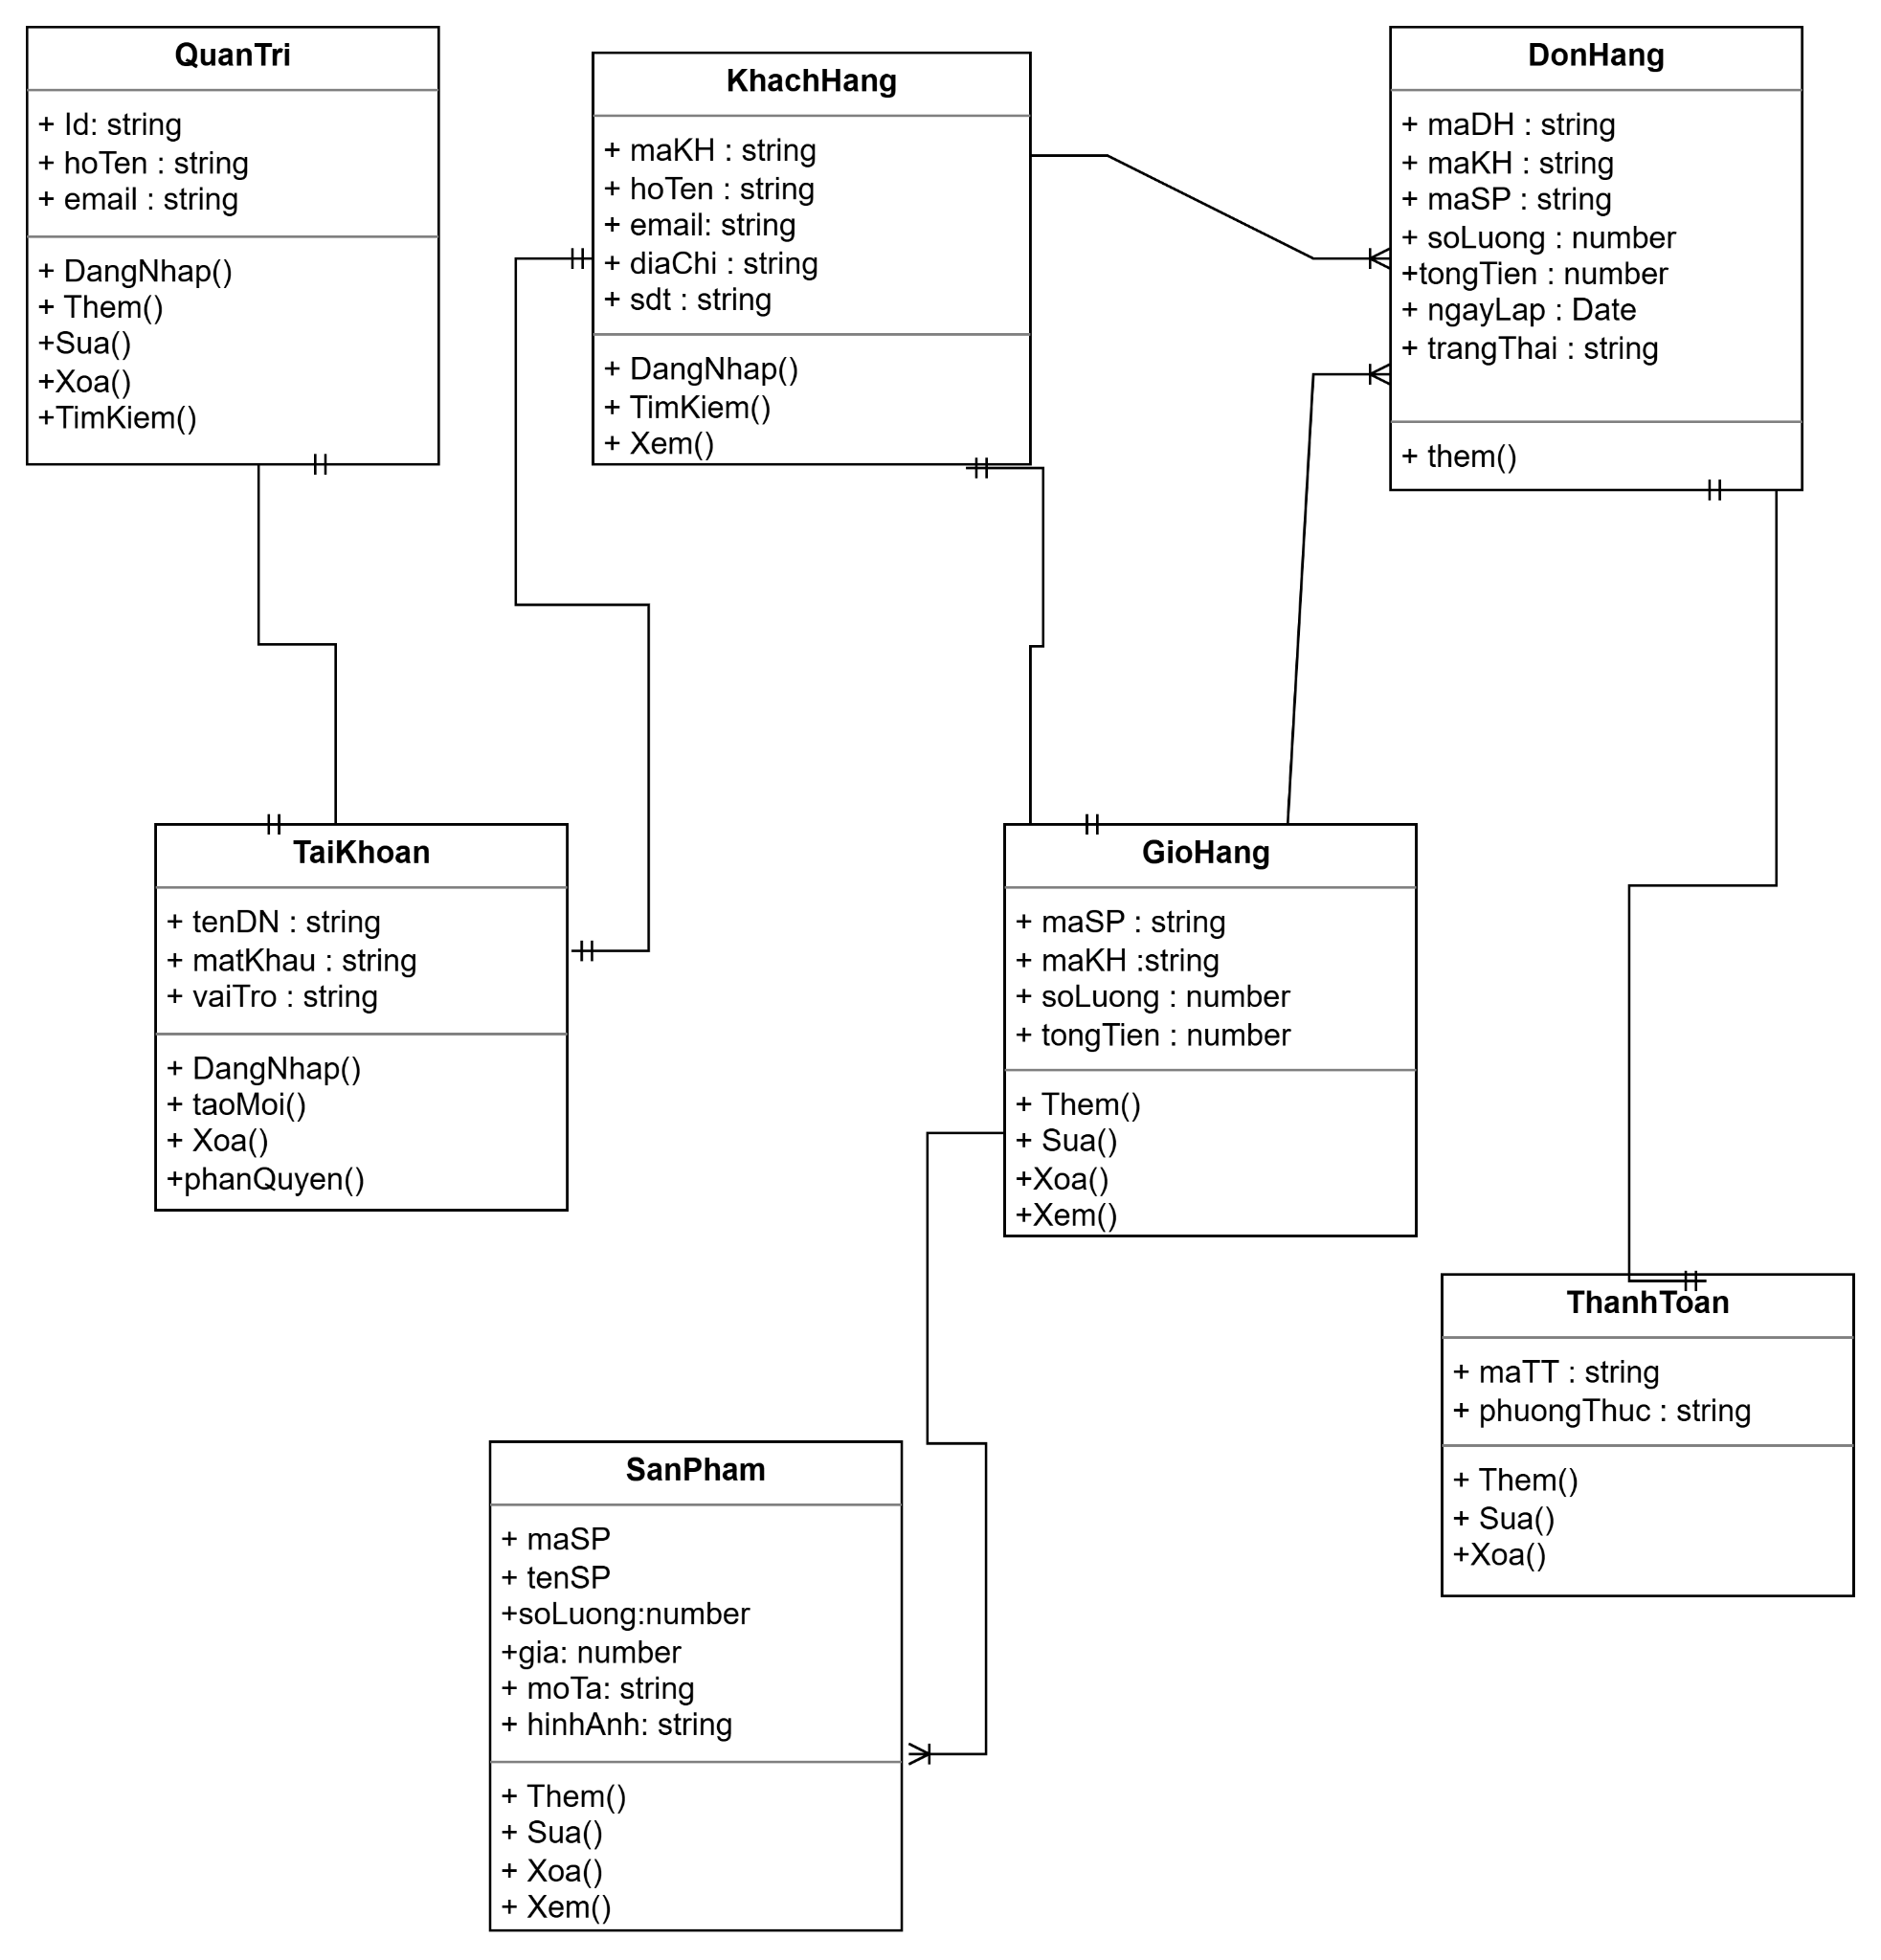 QuanTri
+ Id: string
+ hoTen : string
+ email : string
+ DangNhap()
+ Them()
+Sua()
+Xoa()
+TimKiem()
KhachHang
+ maKH : string
+ hoTen : string
+ email: string
+ diaChi : string
+ sdt : string
+ DangNhap()
+ TimKiem()
+ Xem()
DonHang
+ maDH : string
+ maKH : string
+ maSP : string
+ soLuong : number
+tongTien : number
+ ngayLap : Date
+ trangThai : string
+ them()
TaiKhoan
+ tenDN : string
+ matKhau : string
+ vaiTro : string
+ DangNhap()
+ taoMoi()
+ Xoa()
+phanQuyen()
GioHang
+ maSP : string
+ maKH :string
+ soLuong : number
+ tongTien : number
+ Them()
+ Sua()
+Xoa()
+Xem()
ThanhToan
+ maTT : string
+ phuongThuc : string
+ Them()
+ Sua()
+Xoa()
SanPham
+ maSP
+ tenSP
+soLuong:number
+gia: number
+ moTa: string
+ hinhAnh: string
+ Them()
+ Sua()
+ Xoa()
+ Xem()